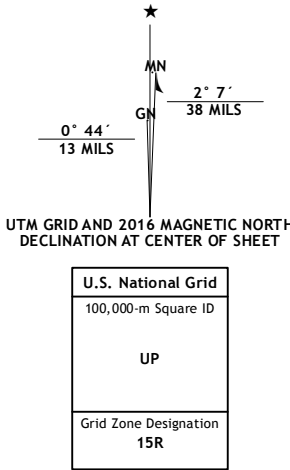 ★
MN
2° 7´
38 MILS
GN
0° 44´
13 MILS
UTM GRID AND 2016 MAGNETIC NORTH
DECLINATION AT CENTER OF SHEET
U.S. National Grid
100,000-m Square ID
UP
Grid Zone Designation
15R